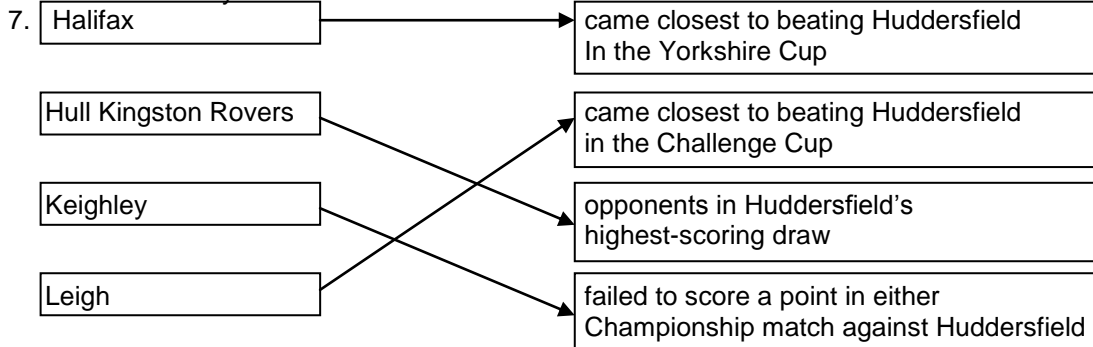 7. Halifax
came closest to beating Huddersfield
In the Yorkshire Cup
Hull Kingston Rovers
came closest to beating Huddersfield
in the Challenge Cup
Keighley
opponents in Huddersfield's
highest-scoring draw
Leigh
failed to score a point in either
Championship match against Huddersfield